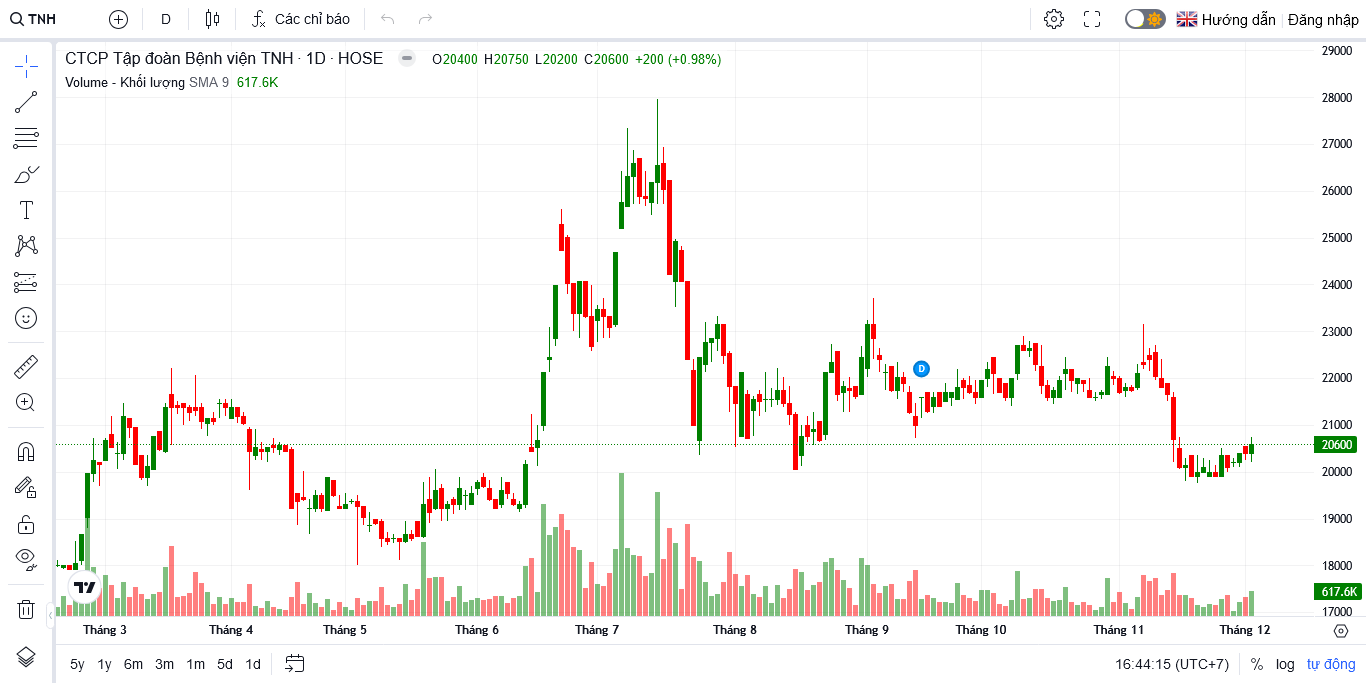 TNH D Các chỉ báo Hướng dẫn Đăng nhập
CTCP Tập đoàn Bệnh viện TNH · 1D · HOSE O20400 H20750 L20200 C20600 +200 (+0.98%)
Volume - Khối lượng SMA 9 617.6K
29000
28000
27000
26000
25000
24000
23000
22000
21000
20600
20000
19000
18000
617.6K
17000
D
Tháng 3 Tháng 4 Tháng 5 Tháng 6 Tháng 7 Tháng 8 Tháng 9 Tháng 10 Tháng 11 Tháng 12
5y 1y 6m 3m 1m 5d 1d 16:44:15 (UTC+7) % log tự động